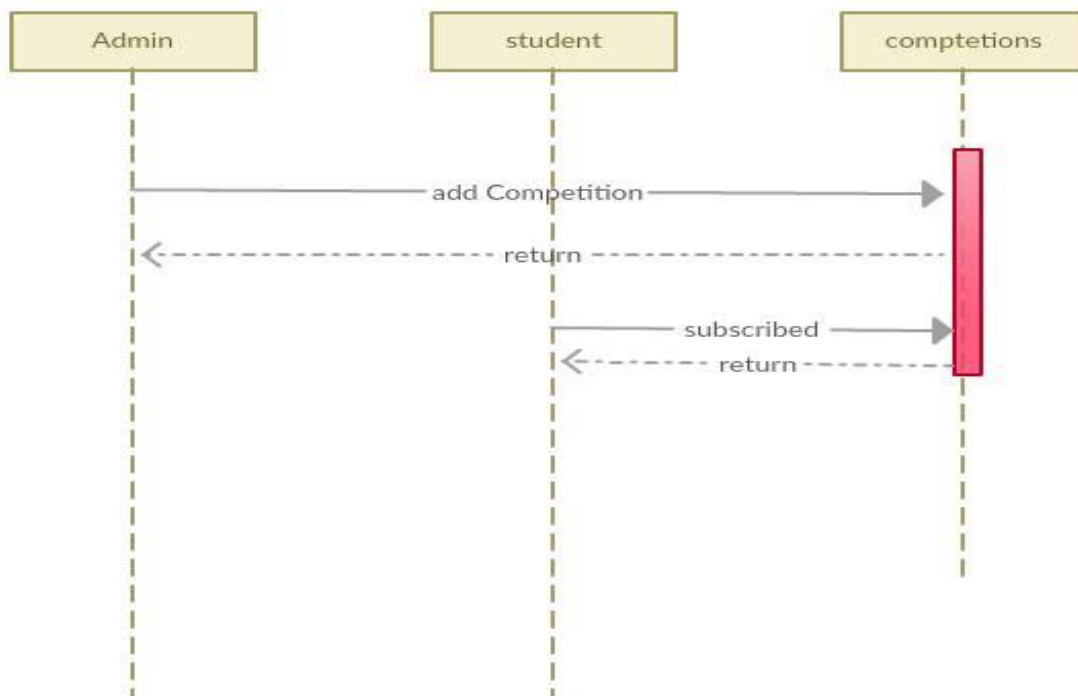 Admin
student
comptetions
add Competition
return
subscribed
return